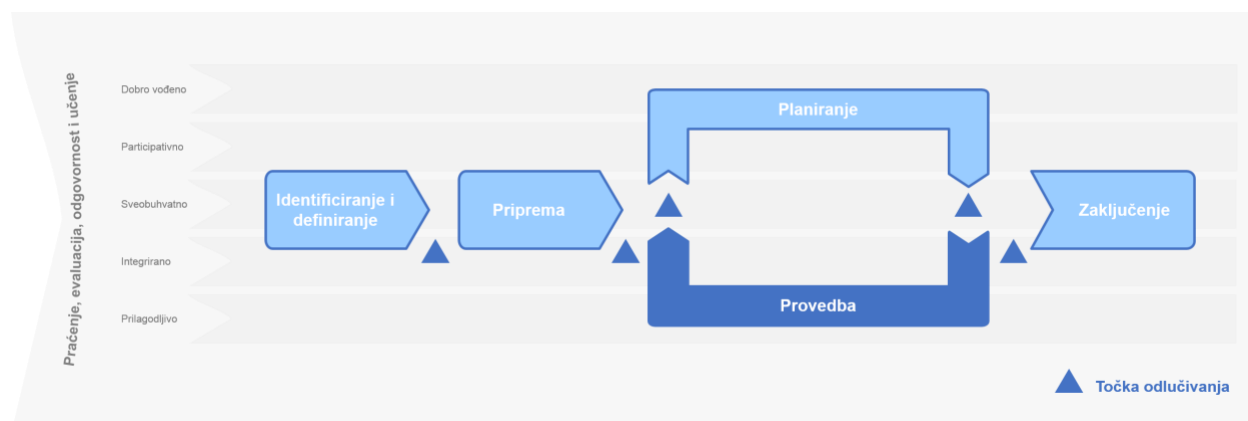 Praćenje, evaluacija, odgovornost i učenje
Dobro vođeno
Participativno
Sveobuhvatno
Integrirano
Prilagodljivo
Identificiranje i
definiranje
Priprema
Planiranje
Provedba
Zaključenje
Točka odlučivanja